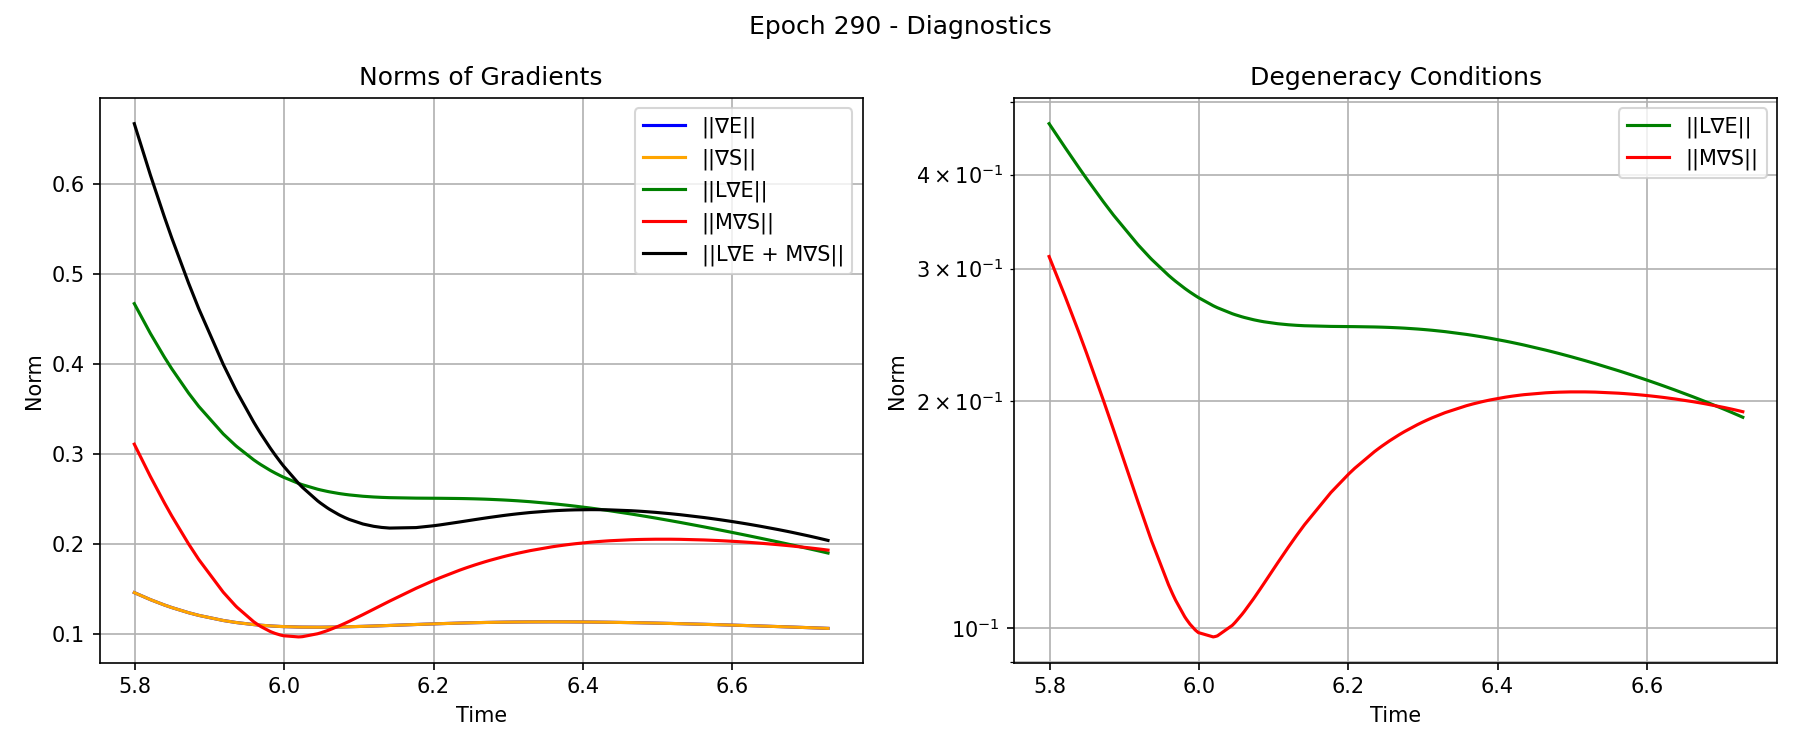 Epoch 290 - Diagnostics
Norms of Gradients
||∇E||
||∇S||
||L∇E||
||M∇S||
||L∇E + M∇S||
Norm
0.6
0.5
0.4
0.3
0.2
0.1
5.8
6.0
6.2
6.4
6.6
Time
Degeneracy Conditions
||L∇E||
||M∇S||
Norm
4 × 10⁻¹
3 × 10⁻¹
2 × 10⁻¹
10⁻¹
5.8
6.0
6.2
6.4
6.6
Time